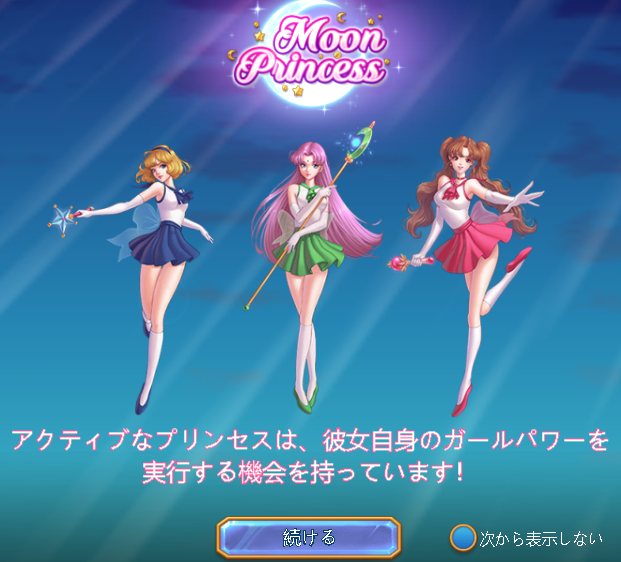 Moon
Princess
アクティブなプリンセスは、彼女自身のガールパワーを
実行する機会を持っています!
続ける
次から表示しない